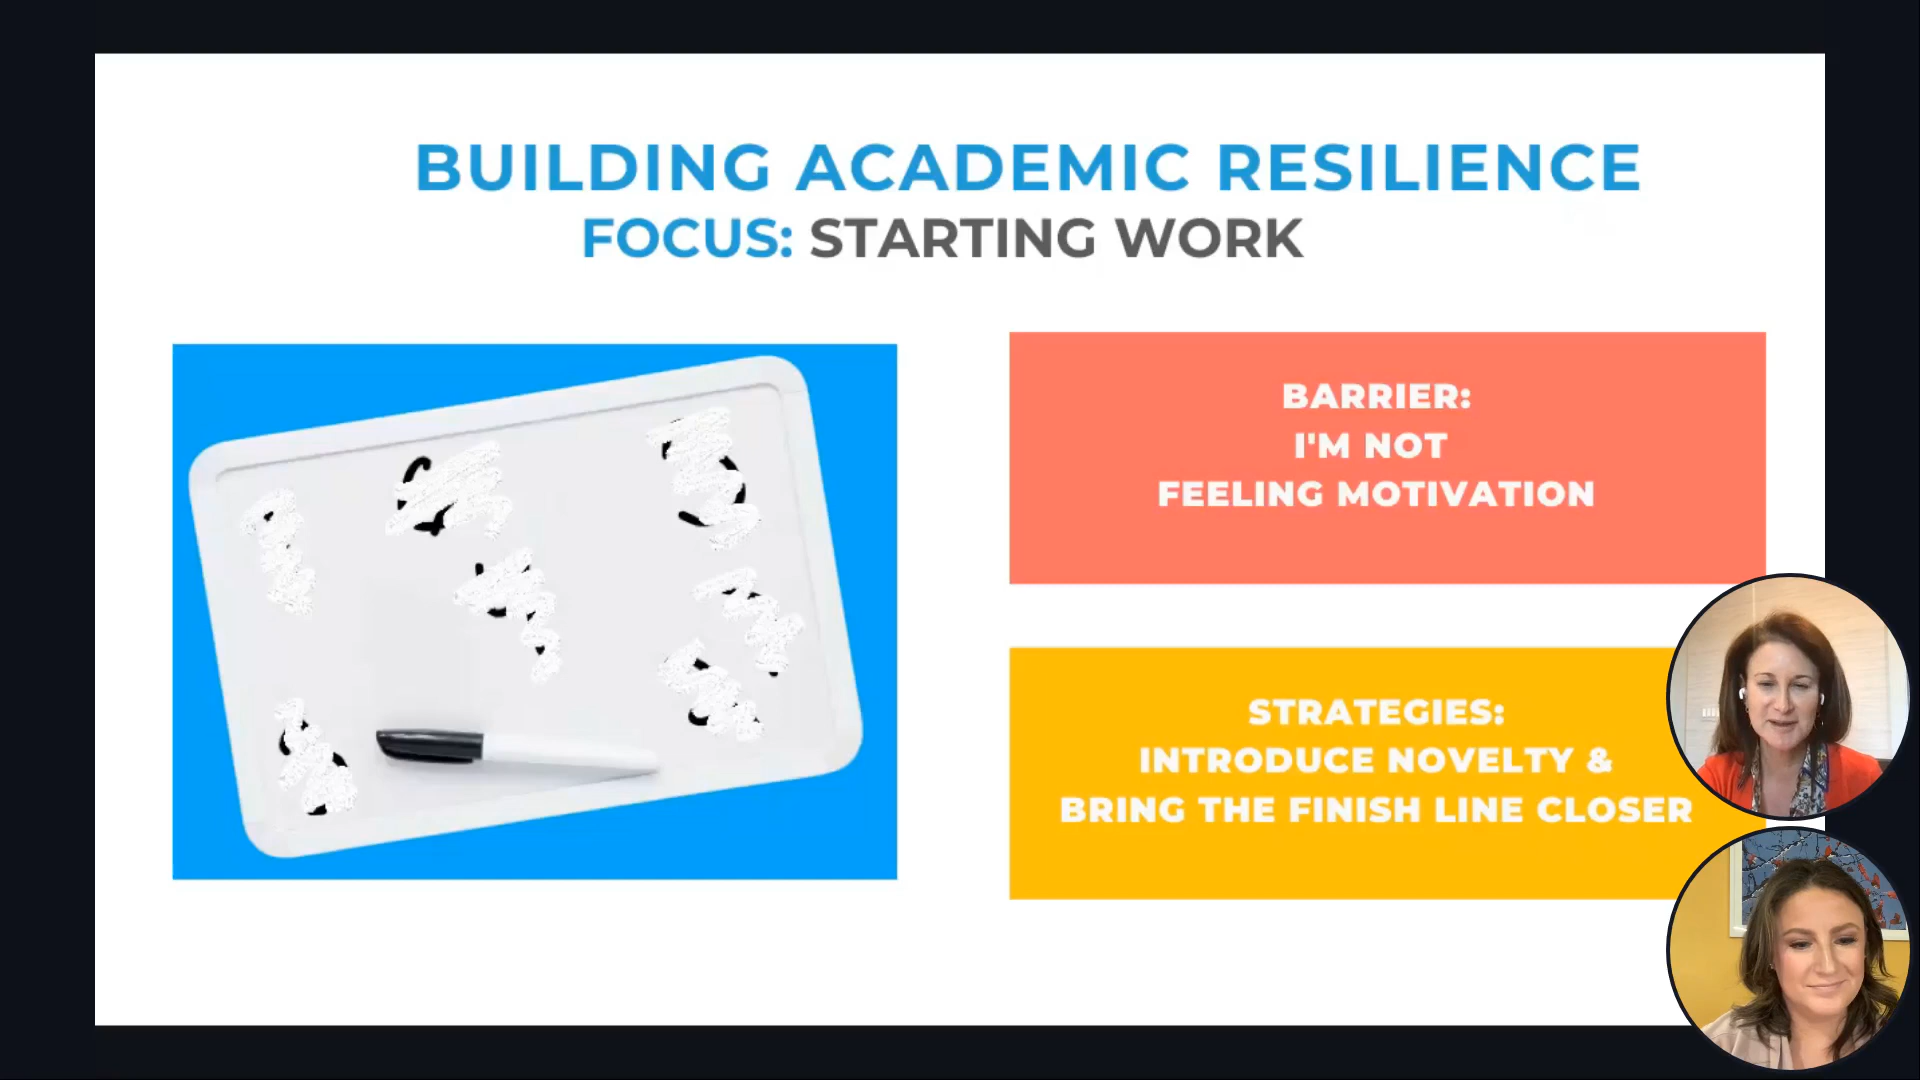 BUILDING ACADEMIC RESILIENCE
FOCUS: STARTING WORK
BARRIER:
I'M NOT
FEELING MOTIVATION
STRATEGIES:
INTRODUCE NOVELTY &
BRING THE FINISH LINE CLOSER